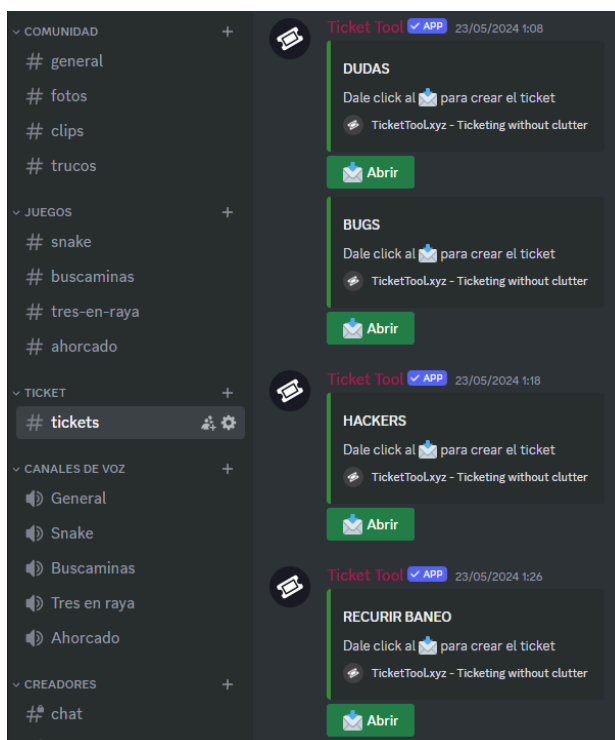 COMUNIDAD +
# general
# fotos
# clips
# trucos
JUEGOS +
# snake
# buscaminas
# tres-en-raya
# ahorcado
TICKET +
# tickets
CANALES DE VOZ +
General
Snake
Buscaminas
Tres en raya
Ahorcado
CREADORES +
# chat
Ticket Tool ✓ APP 23/05/2024 1:08
DUDAS
Dale click al 📩 para crear el ticket
TicketTool.xyz - Ticketing without clutter
📩 Abrir
BUGS
Dale click al 📩 para crear el ticket
TicketTool.xyz - Ticketing without clutter
📩 Abrir
Ticket Tool ✓ APP 23/05/2024 1:18
HACKERS
Dale click al 📩 para crear el ticket
TicketTool.xyz - Ticketing without clutter
📩 Abrir
Ticket Tool ✓ APP 23/05/2024 1:26
RECURIR BANEO
Dale click al 📩 para crear el ticket
TicketTool.xyz - Ticketing without clutter
📩 Abrir